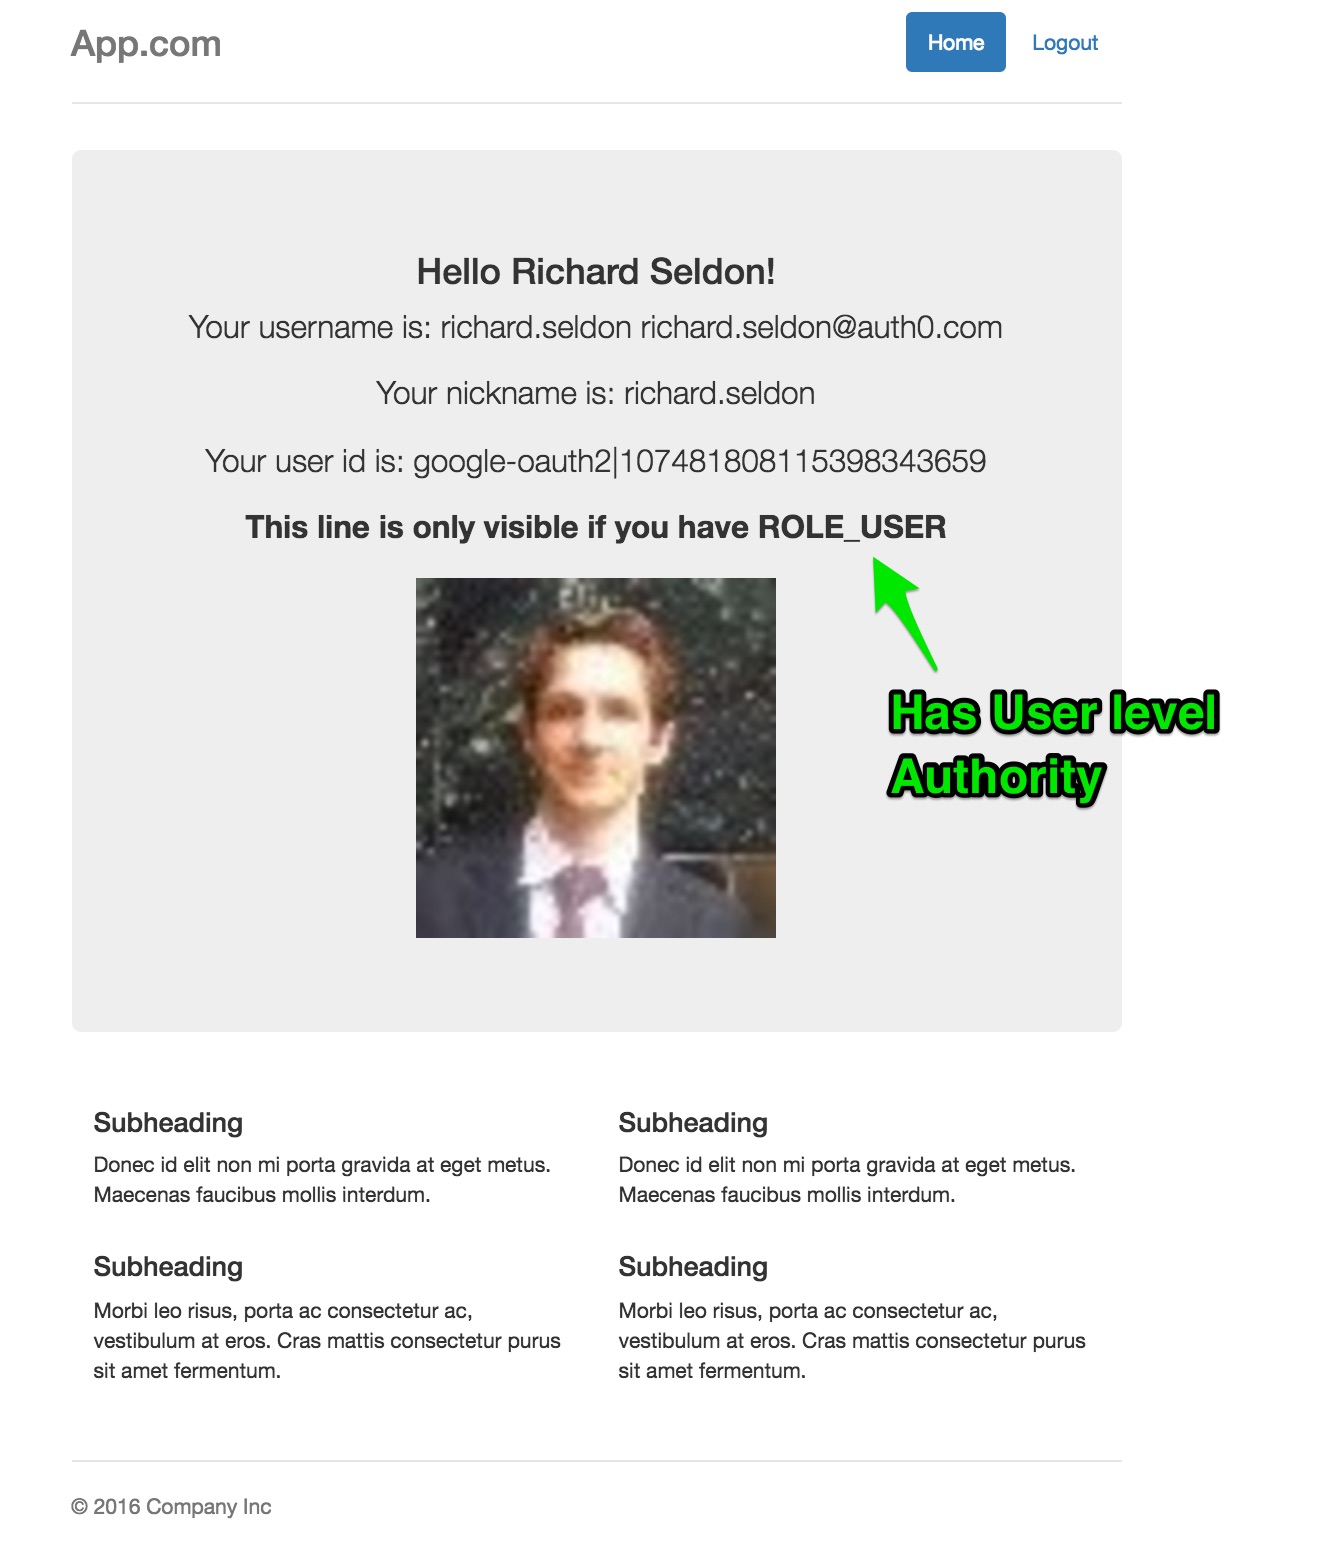 App.com
Home
Logout
Hello Richard Seldon!
Your username is: richard.seldon richard.seldon@auth0.com
Your nickname is: richard.seldon
Your user id is: google-oauth2|107481808115398343659
This line is only visible if you have ROLE_USER
Has User level
Authority
Subheading
Donec id elit non mi porta gravida at eget metus.
Maecenas faucibus mollis interdum.
Subheading
Morbi leo risus, porta ac consectetur ac,
vestibulum at eros. Cras mattis consectetur purus
sit amet fermentum.
Subheading
Donec id elit non mi porta gravida at eget metus.
Maecenas faucibus mollis interdum.
Subheading
Morbi leo risus, porta ac consectetur ac,
vestibulum at eros. Cras mattis consectetur purus
sit amet fermentum.
© 2016 Company Inc